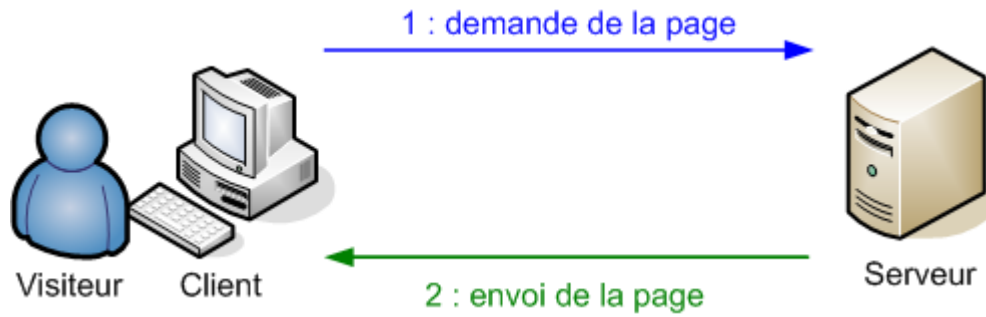 1 : demande de la page
Visiteur
Client
Serveur
2 : envoi de la page